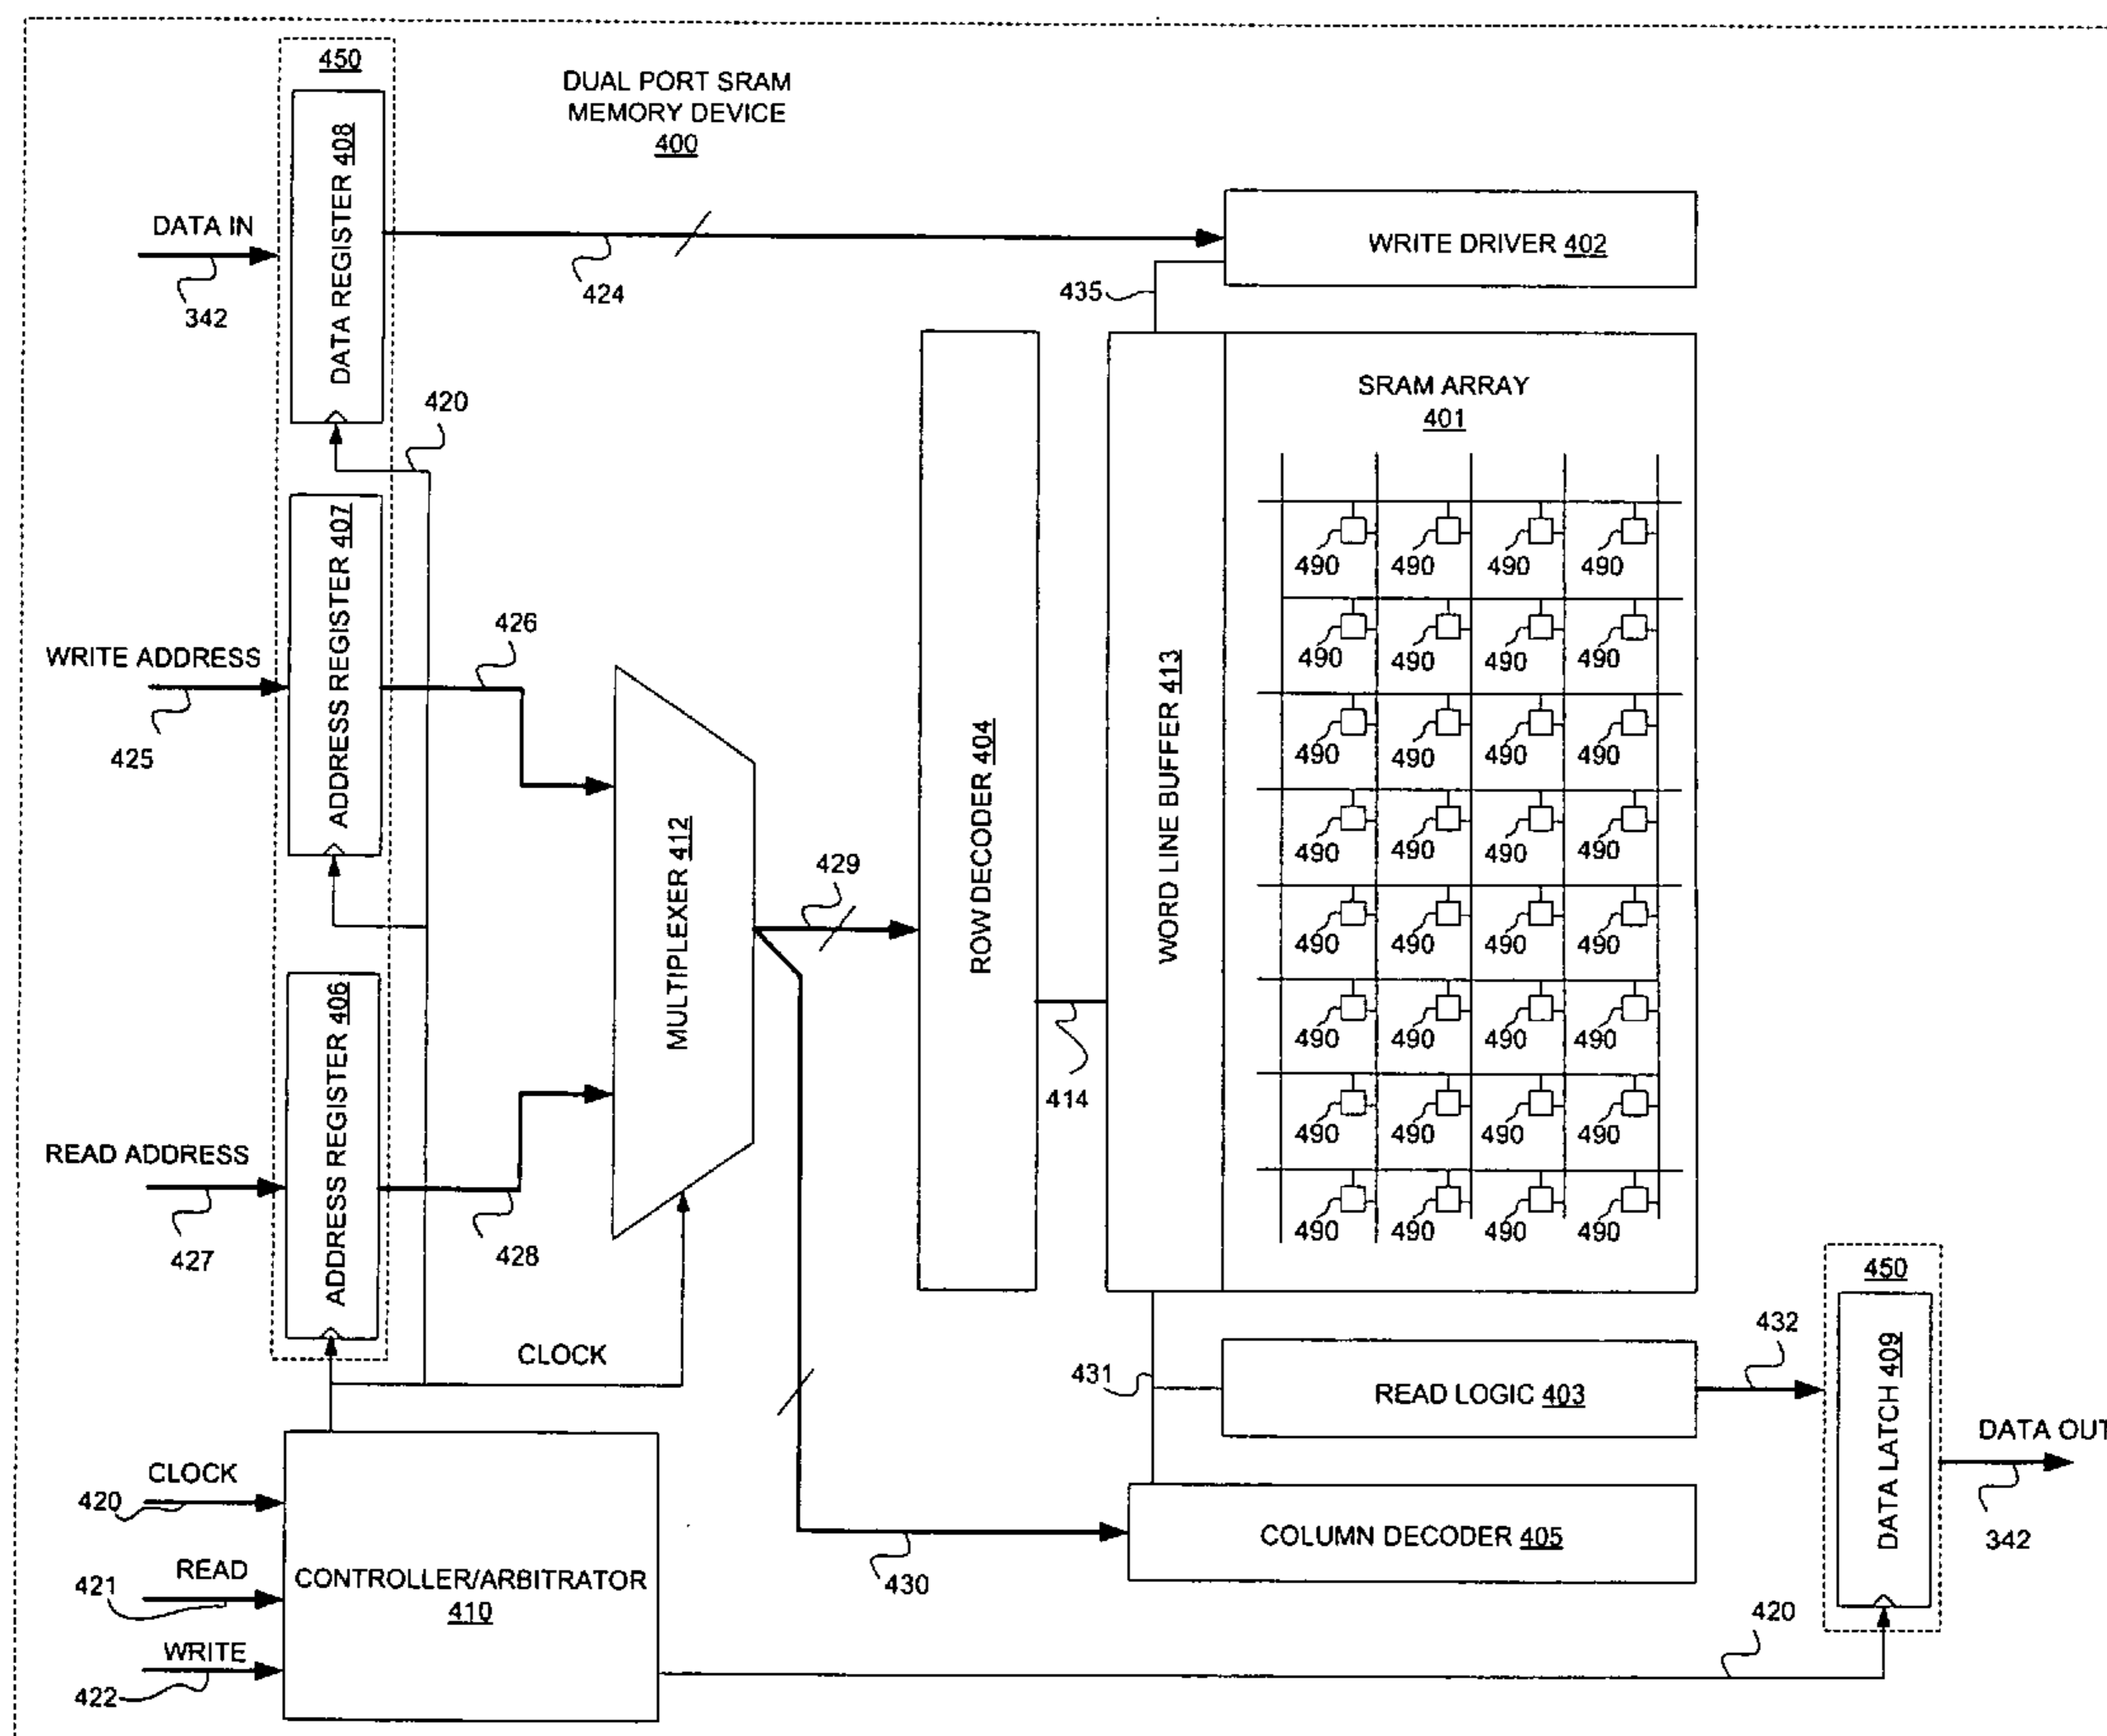 450
DUAL PORT SRAM
MEMORY DEVICE
400
DATA REGISTER 408
DATA IN
342
424
WRITE DRIVER 402
435
420
SRAM ARRAY
401
ADDRESS REGISTER 407
WRITE ADDRESS
425
426
MULTIPLEXER 412
429
ROW DECODER 404
414
WORD LINE BUFFER 413
490 490 490 490
490 490 490 490
490 490 490 490
490 490 490 490
490 490 490 490
490 490 490 490
490 490 490 490
490 490 490 490
ADDRESS REGISTER 406
READ ADDRESS
427
428
CLOCK
431
READ LOGIC 403
432
450
DATA LATCH 409
DATA OUT
342
CLOCK
420
READ
421
WRITE
422
CONTROLLER/ARBITRATOR
410
430
COLUMN DECODER 405
420